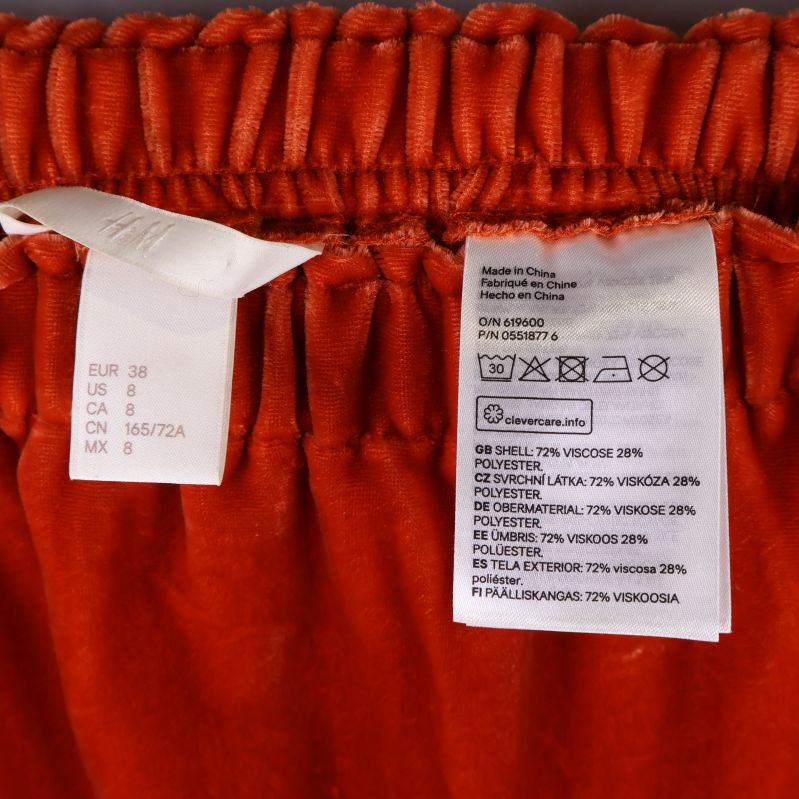 H&M
EUR 38
US 8
CA 8
CN 165/72A
MX 8
Made in China
Fabriqué en Chine
Hecho en China
O/N 619600
P/N 0551877 6
30
clevercare.info
GB SHELL: 72% VISCOSE 28%
POLYESTER.
CZ SVRCHNÍ LÁTKA: 72% VISKÓZA 28%
POLYESTER.
DE OBERMATERIAL: 72% VISKOSE 28%
POLYESTER.
EE ÜMBRIS: 72% VISKOOS 28%
POLÜESTER.
ES TELA EXTERIOR: 72% viscosa 28%
poliéster.
FI PÄÄLLISKANGAS: 72% VISKOOSIA